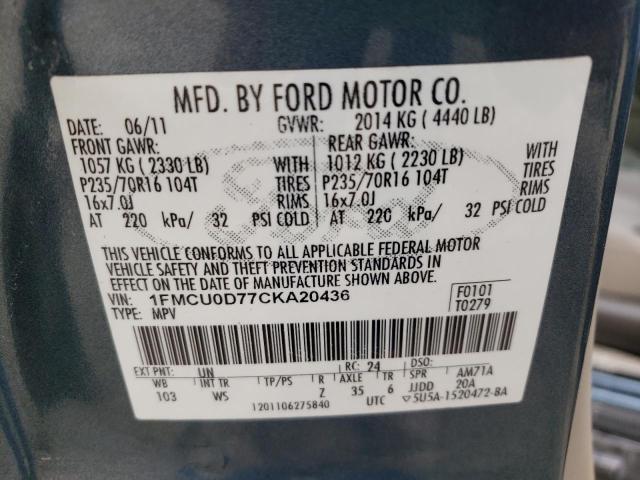 MFD. BY FORD MOTOR CO.
DATE: 06/11 GVWR: 2014 KG ( 4440 LB)
FRONT GAWR: REAR GAWR:
1057 KG ( 2330 LB) WITH 1012 KG ( 2230 LB) WITH
P235/70R16 104T TIRES P235/70R16 104T TIRES
16x7.0J RIMS 16x7.0J RIMS
AT 220 kPa/ 32 PSI COLD AT 220 kPa/ 32 PSI COLD
Ford
THIS VEHICLE CONFORMS TO ALL APPLICABLE FEDERAL MOTOR
VEHICLE SAFETY AND THEFT PREVENTION STANDARDS IN
EFFECT ON THE DATE OF MANUFACTURE SHOWN ABOVE.
VIN: 1FMCU0D77CKA20436 F0101
TYPE: MPV T0279
EXT PNT: UN RC: 24 DSO:
WB INT TR TP/PS R AXLE TR SPR AM71A
103 WS Z 35 6 JJDD 20A
1201106275840 UTC ▽5U5A-1520472-BA